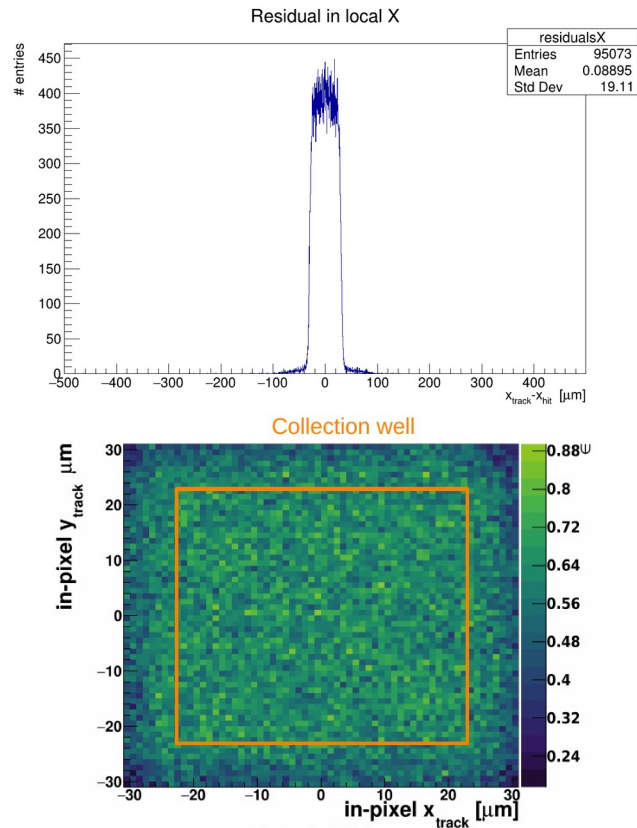 Residual in local X
residualsX
Entries 95073
Mean 0.08895
Std Dev 19.11
# entries
450
400
350
300
250
200
150
100
50
0
−500 −400 −300 −200 −100 0 100 200 300 400
x_track-x_hit [μm]
Collection well
in-pixel y_track μm
30
20
10
0
−10
−20
−30
−30 −20 −10 0 10 20 30
in-pixel x_track [μm]
0.88
0.8
0.72
0.64
0.56
0.48
0.4
0.32
0.24